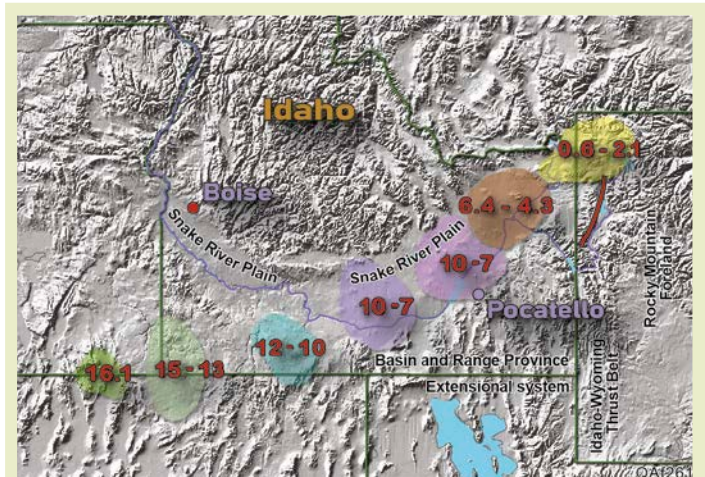 Idaho
0.6 - 2.1
Boise
6.4 - 4.3
Snake River Plain
Snake River Plain
10-7
10-7
Pocatello
Rocky Mountain
Foreland
12-10
15-13
16.1
Basin and Range Province
Extensional system
Idaho-Wyoming
Thrust Belt